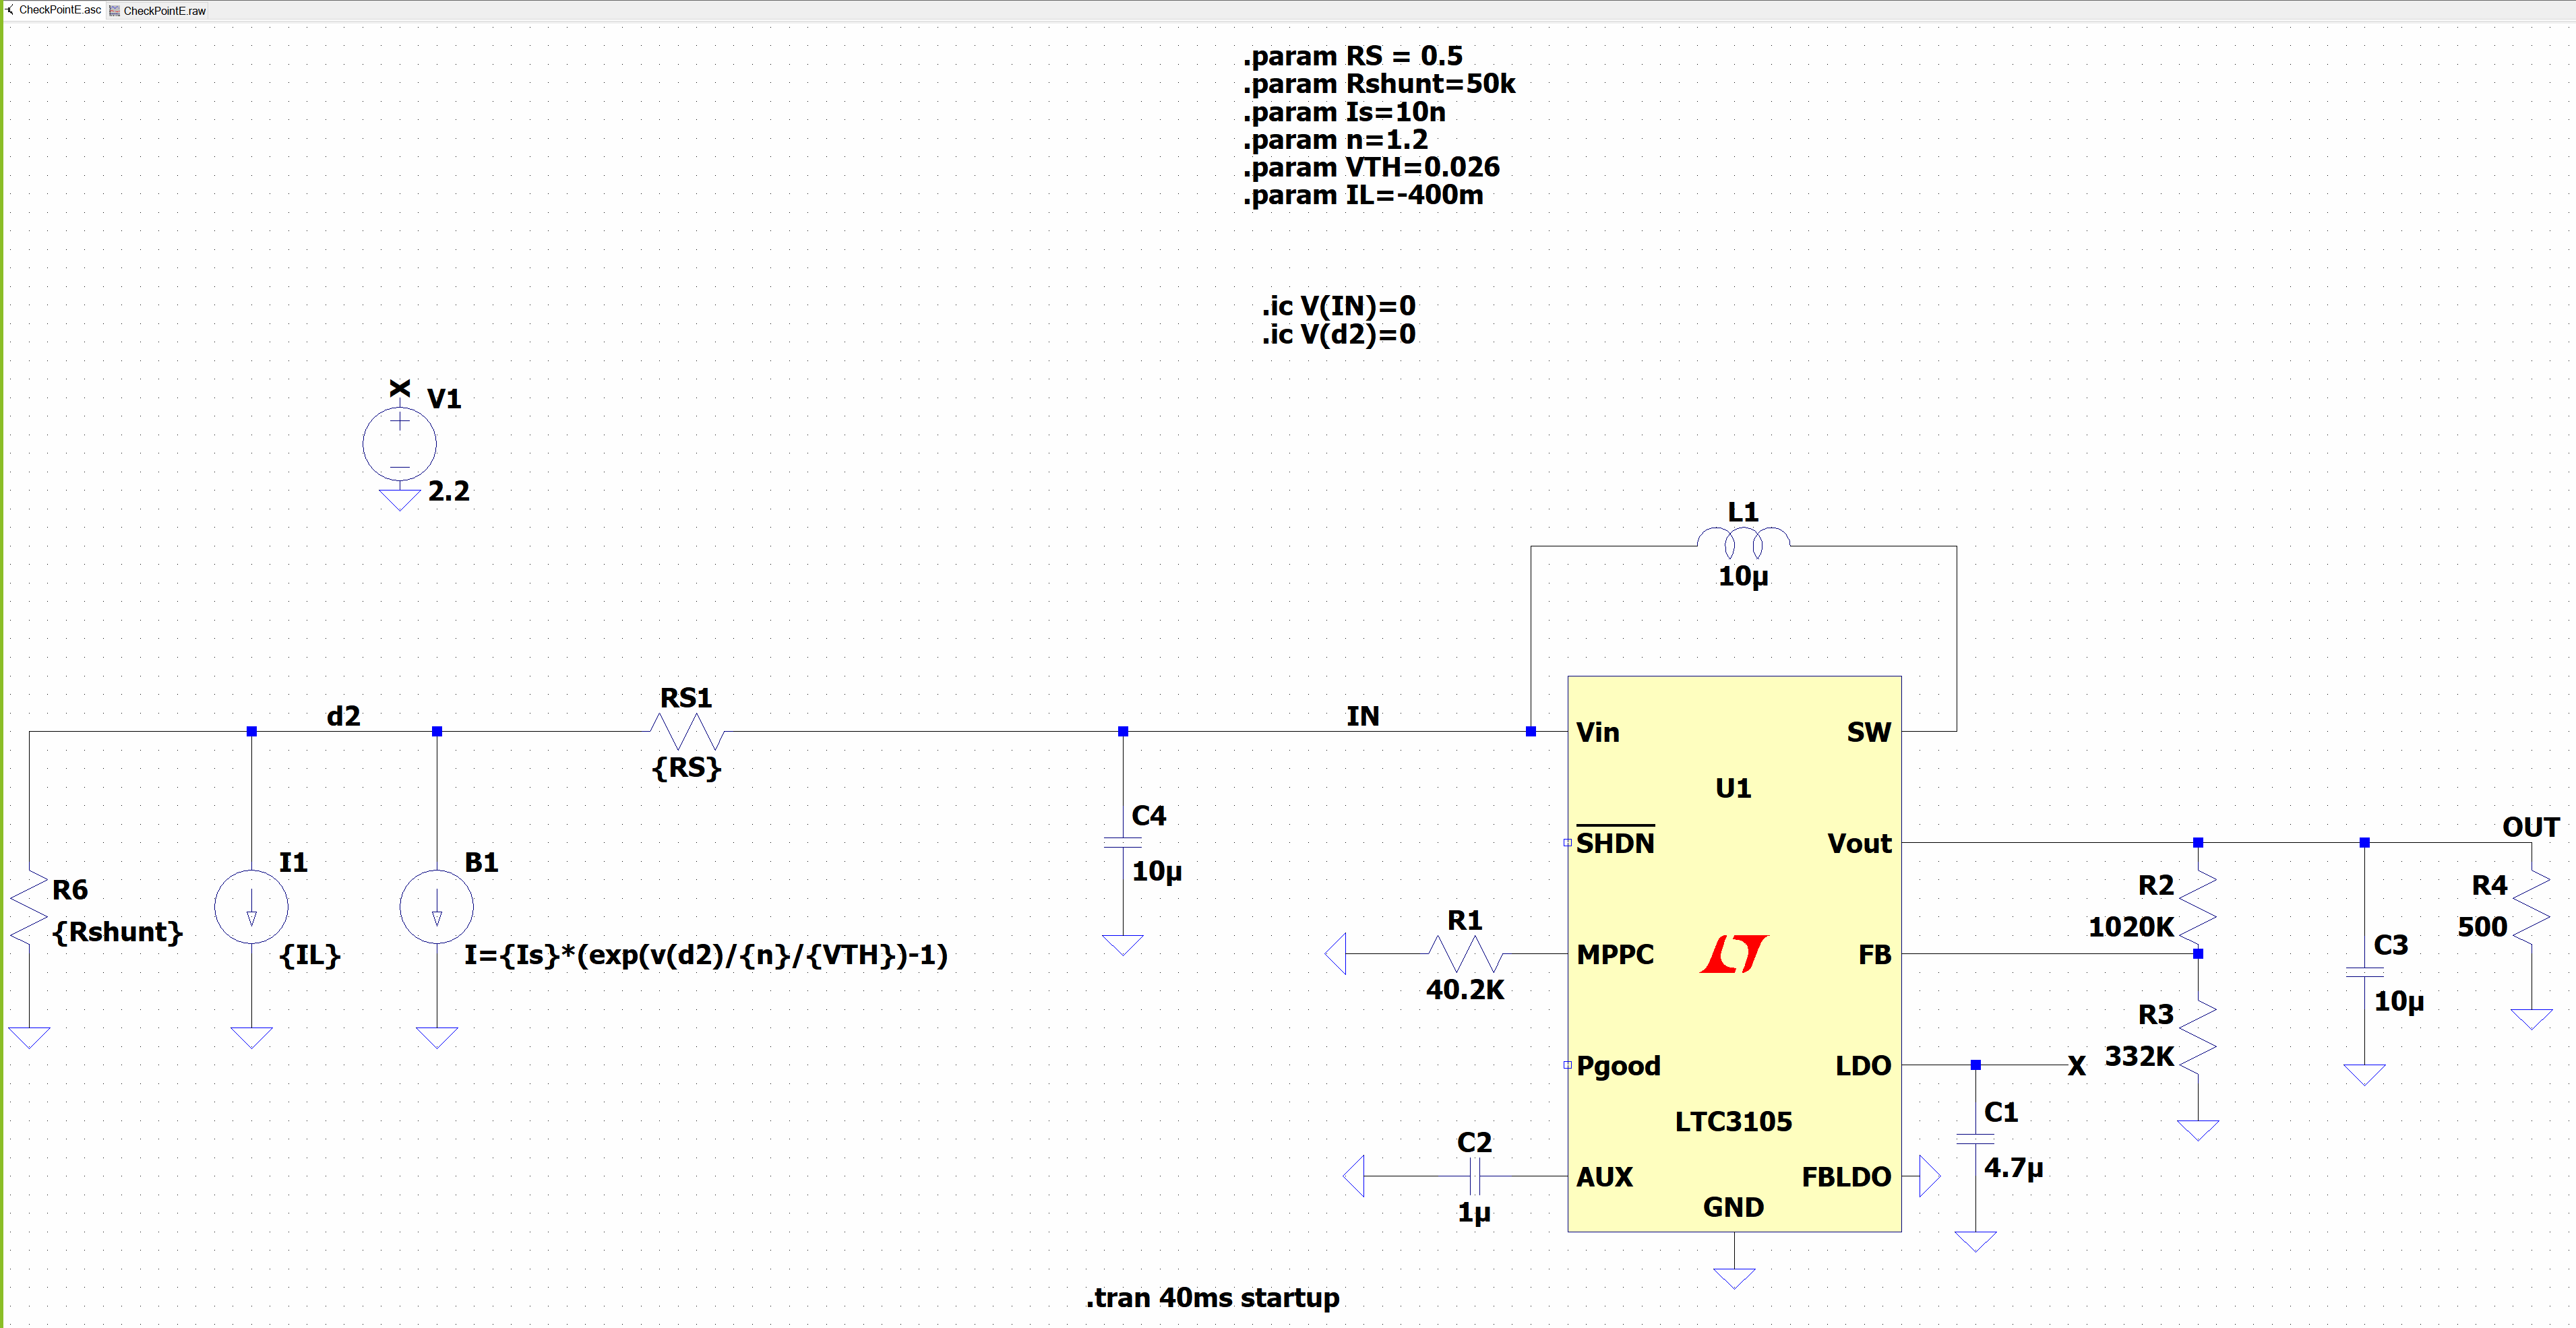 CheckPointE.asc
CheckPointE.raw
.param RS = 0.5
.param Rshunt=50k
.param Is=10n
.param n=1.2
.param VTH=0.026
.param IL=-400m
.ic V(IN)=0
.ic V(d2)=0
X
V1
2.2
L1
10µ
d2
RS1
{RS}
IN
R6
{Rshunt}
I1
{IL}
B1
I={Is}*(exp(v(d2)/{n}/{VTH})-1)
C4
10µ
R1
40.2K
C2
1µ
Vin
SW
U1
SHDN
Vout
MPPC
FB
Pgood
LDO
LTC3105
AUX
FBLDO
GND
X
C1
4.7µ
R2
1020K
R3
332K
C3
10µ
OUT
R4
500
.tran 40ms startup